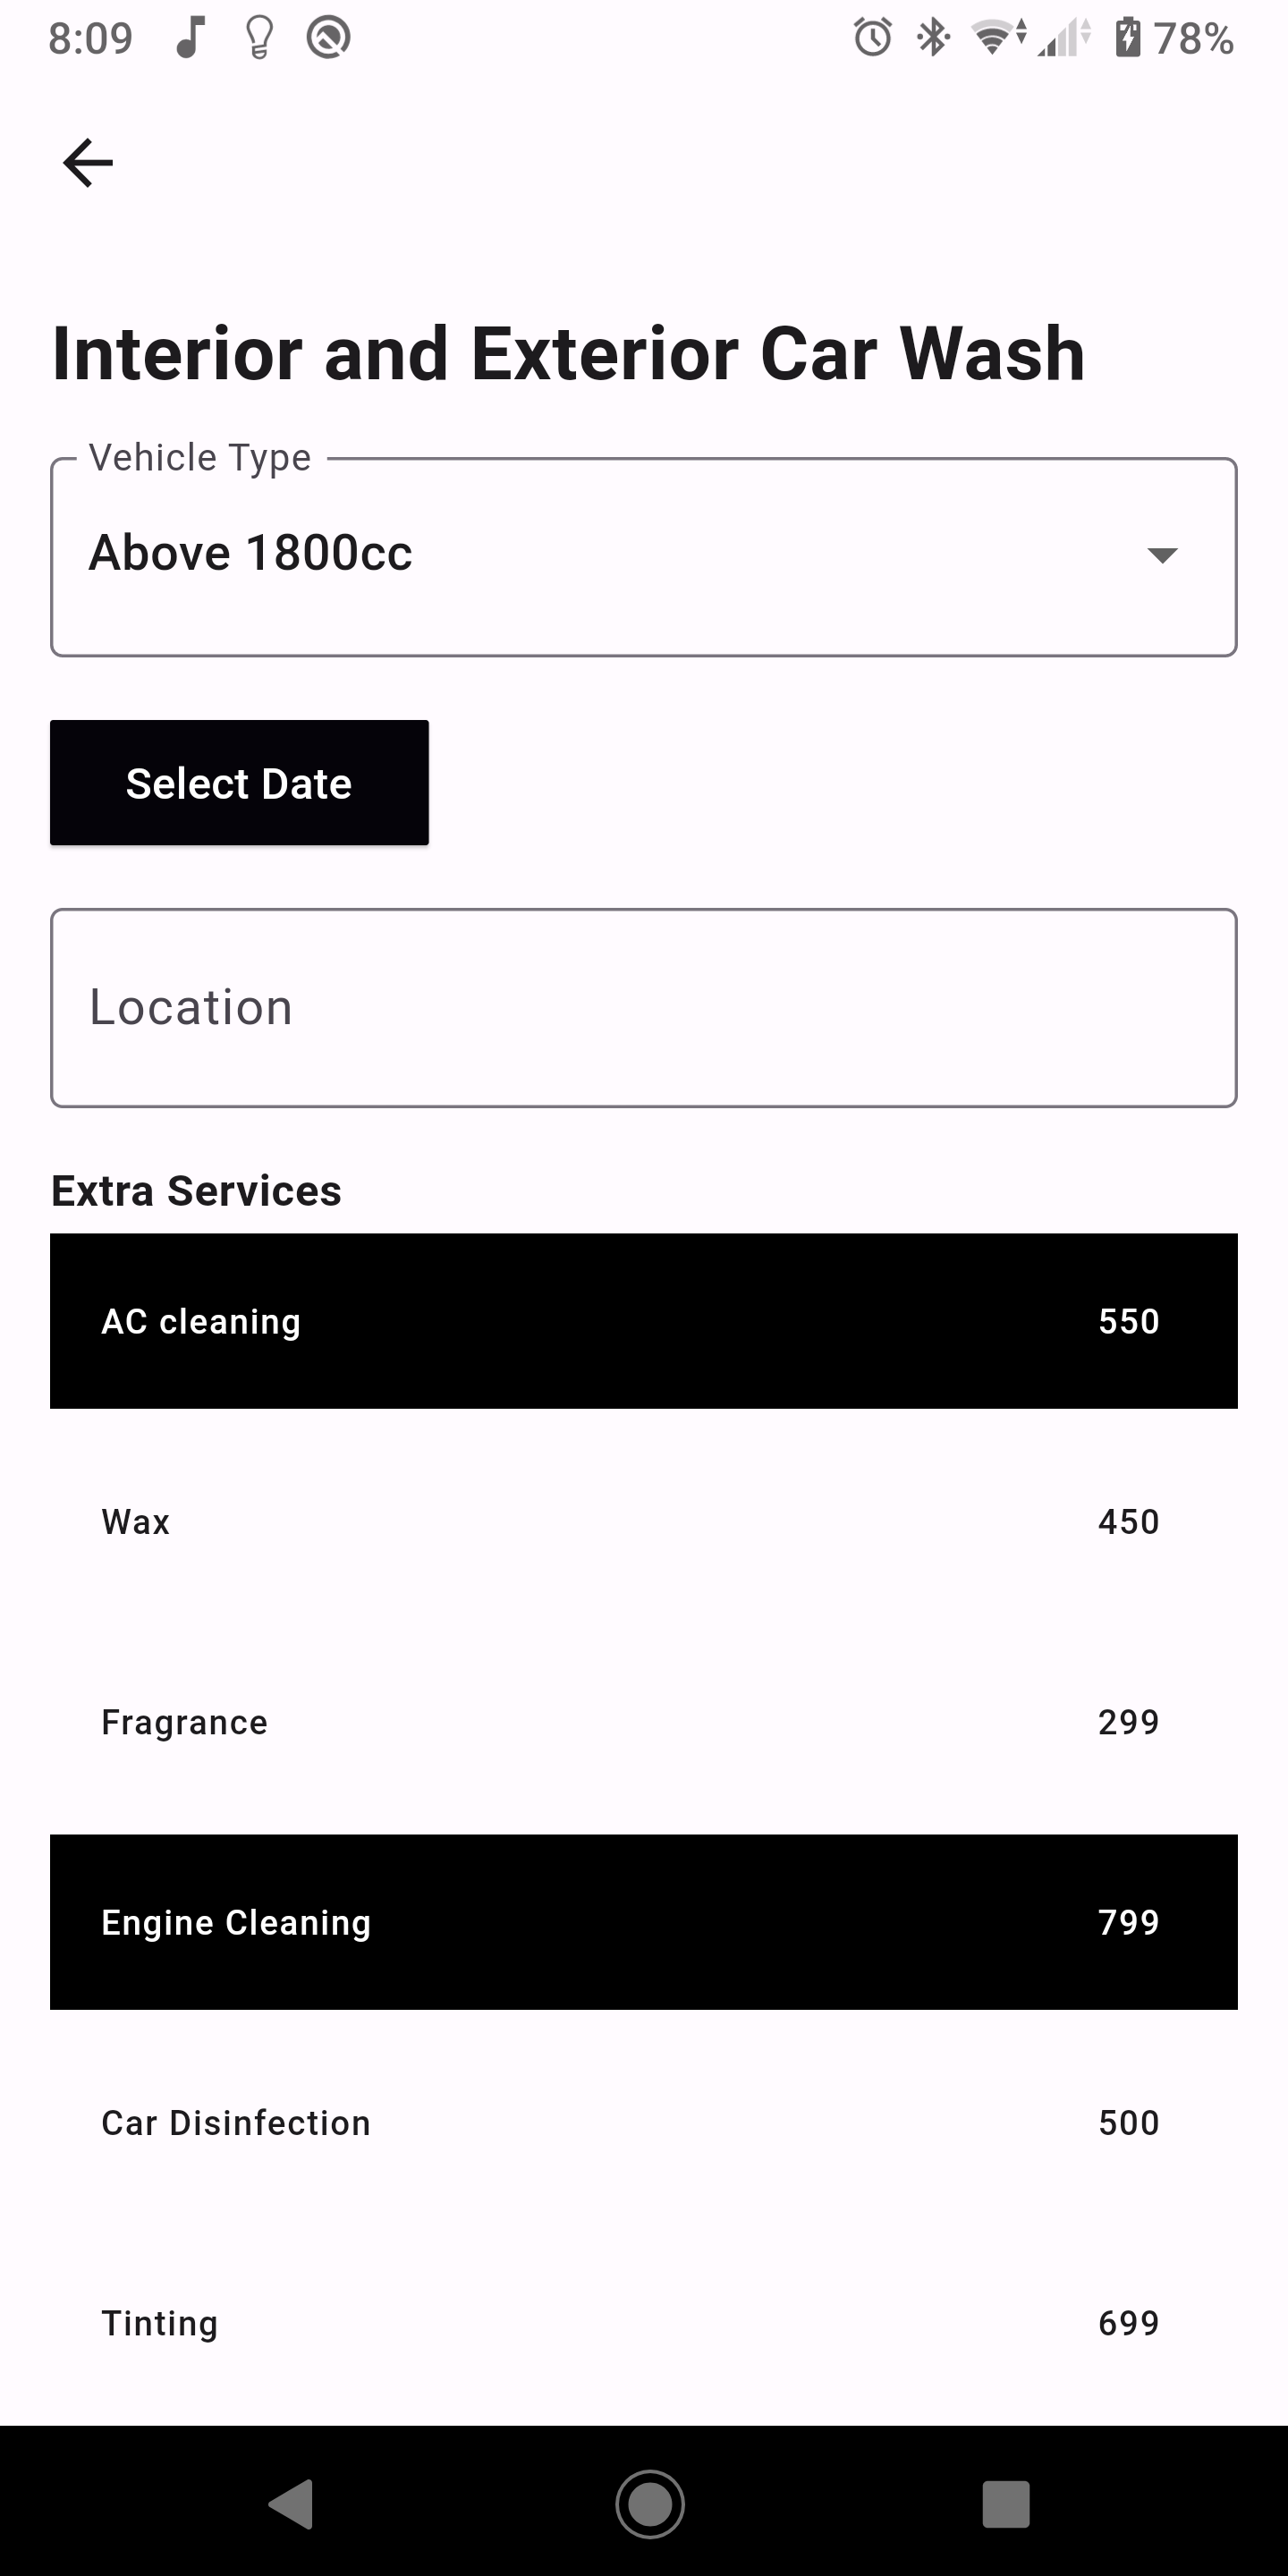 8:09 78%
Interior and Exterior Car Wash
Vehicle Type
Above 1800cc
Select Date
Location
Extra Services
AC cleaning 550
Wax 450
Fragrance 299
Engine Cleaning 799
Car Disinfection 500
Tinting 699